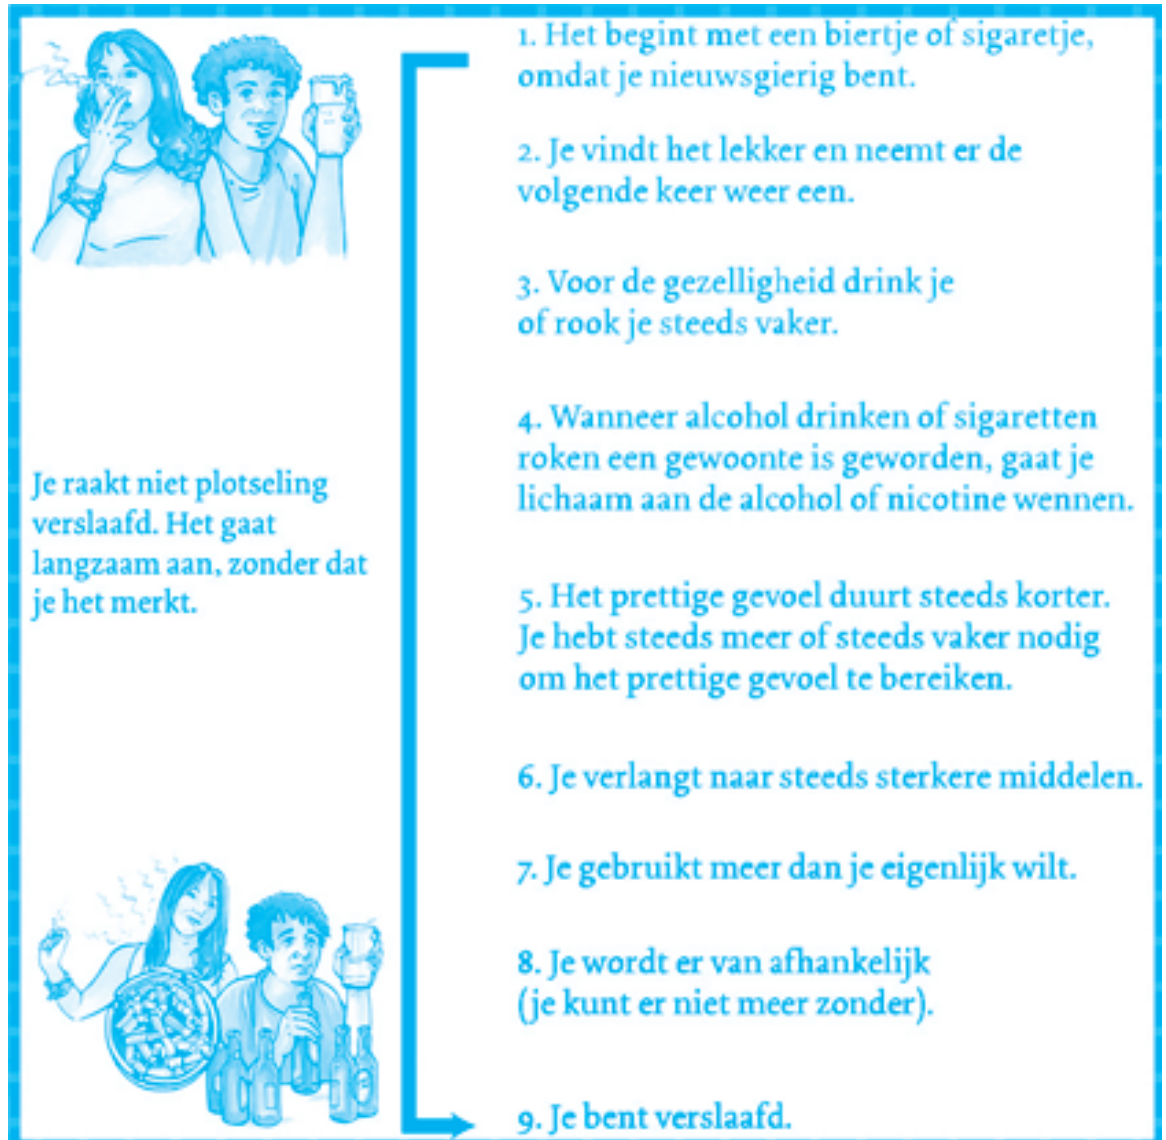 1. Het begint met een biertje of sigaretje,
omdat je nieuwsgierig bent.
2. Je vindt het lekker en neemt er de
volgende keer weer een.
3. Voor de gezelligheid drink je
of rook je steeds vaker.
4. Wanneer alcohol drinken of sigaretten
roken een gewoonte is geworden, gaat je
lichaam aan de alcohol of nicotine wennen.
Je raakt niet plotseling
verslaafd. Het gaat
langzaam aan, zonder dat
je het merkt.
5. Het prettige gevoel duurt steeds korter.
Je hebt steeds meer of steeds vaker nodig
om het prettige gevoel te bereiken.
6. Je verlangt naar steeds sterkere middelen.
7. Je gebruikt meer dan je eigenlijk wilt.
8. Je wordt er van afhankelijk
(je kunt er niet meer zonder).
9. Je bent verslaafd.